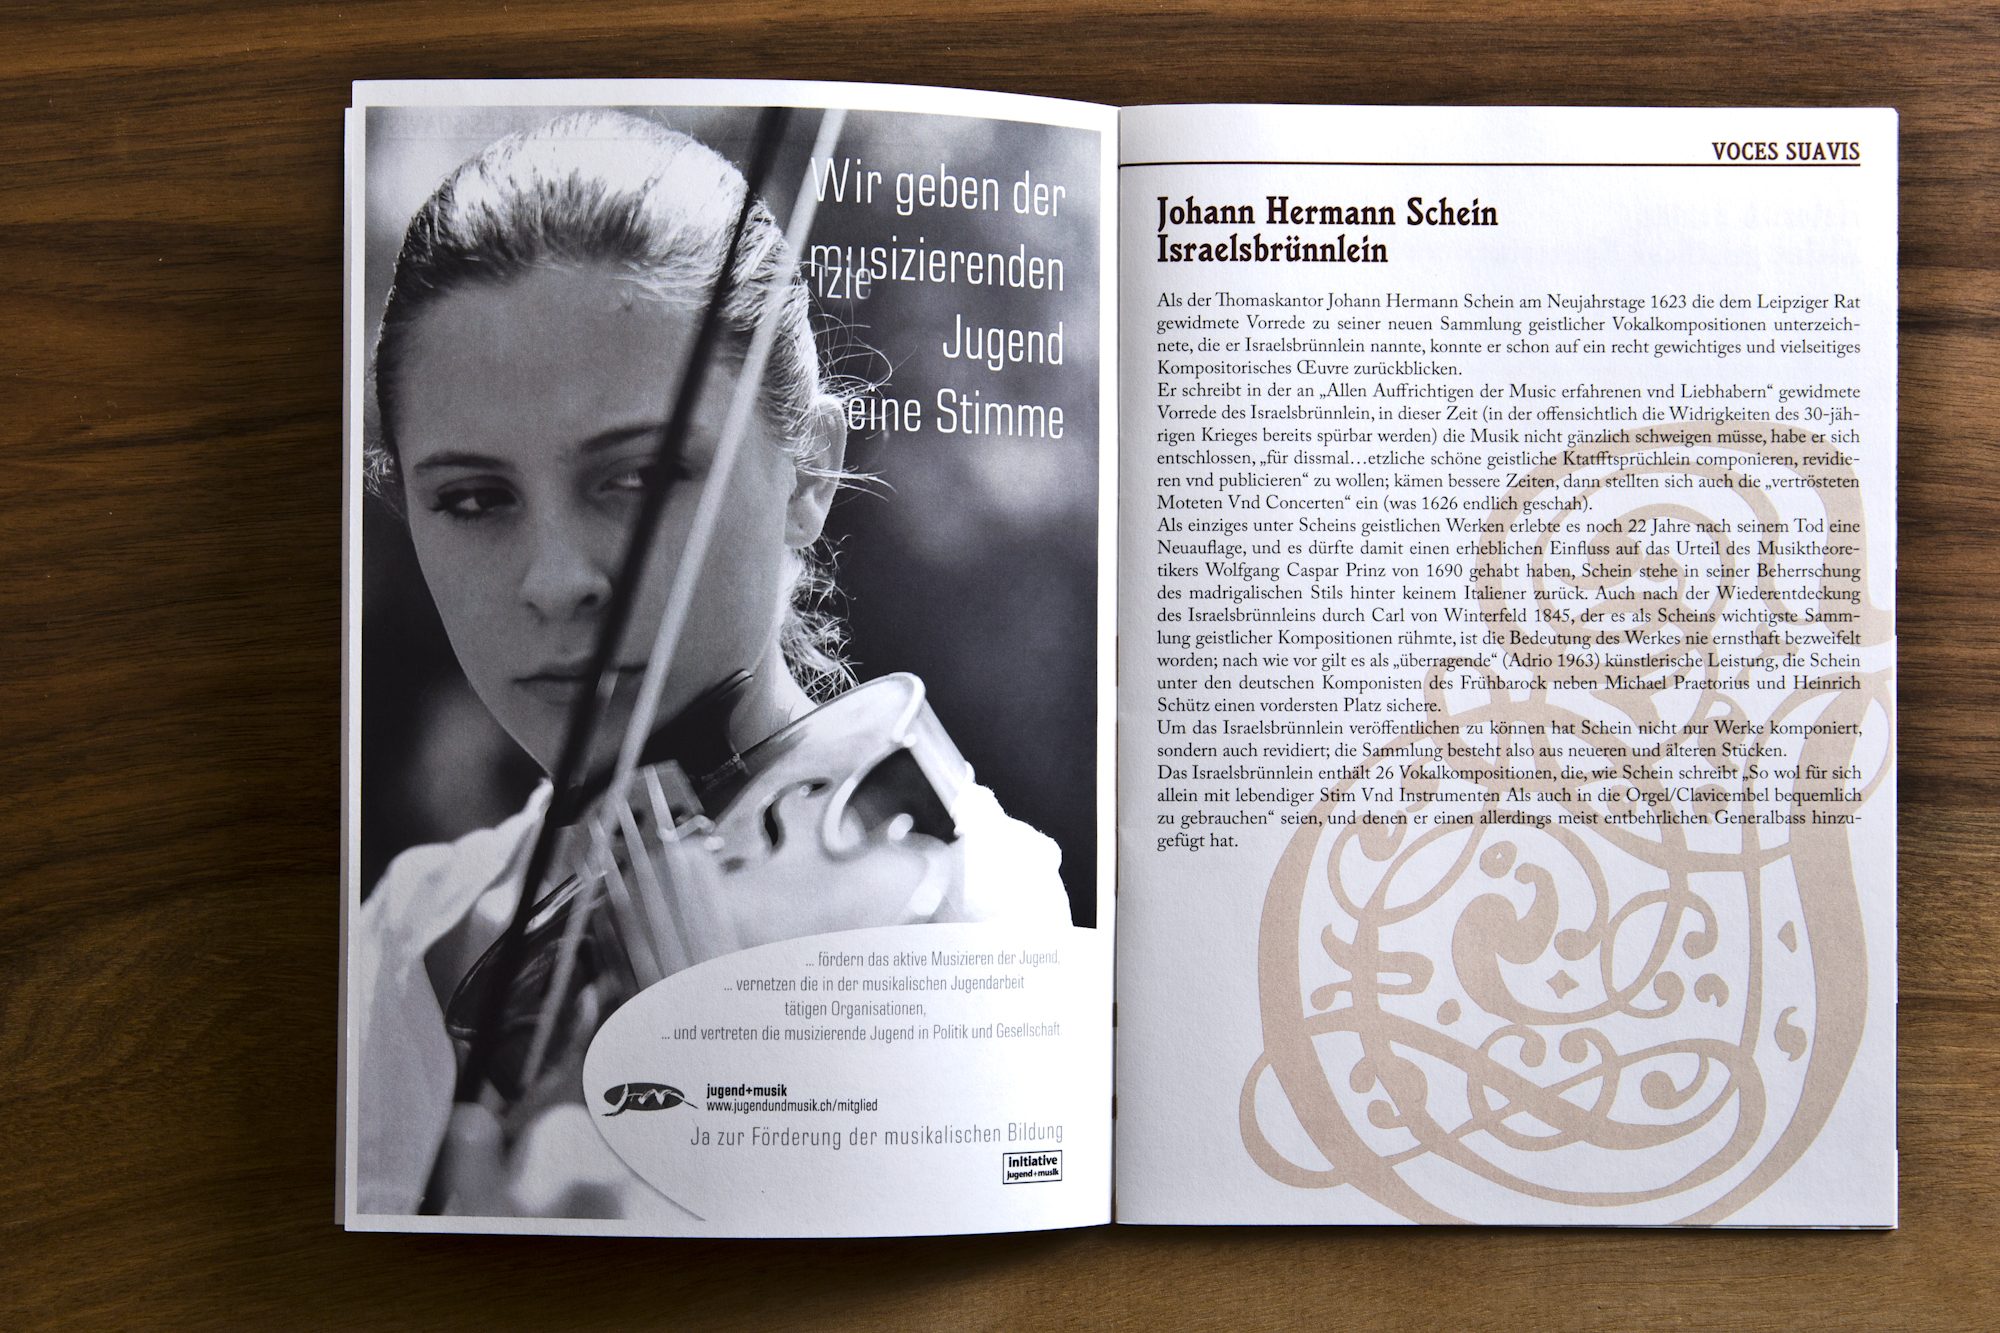 Wir geben der
musizierenden
izie
Jugend
eine Stimme
... fördern das aktive Musizieren der Jugend,
... vernetzen die in der musikalischen Jugendarbeit
tätigen Organisationen,
... und vertreten die musizierende Jugend in Politik und Gesellschaft.
jugend+musik
www.jugendundmusik.ch/mitglied
Ja zur Förderung der musikalischen Bildung
initiative
jugend+musik
VOCES SUAVIS
Johann Hermann Schein
Israelsbrünnlein
Als der Thomaskantor Johann Hermann Schein am Neujahrstage 1623 die dem Leipziger Rat
gewidmete Vorrede zu seiner neuen Sammlung geistlicher Vokalkompositionen unterzeich-
nete, die er Israelsbrünnlein nannte, konnte er schon auf ein recht gewichtiges und vielseitiges
Kompositorisches Œuvre zurückblicken.
Er schreibt in der an „Allen Auffrichtigen der Music erfahrenen vnd Liebhabern“ gewidmete
Vorrede des Israelsbrünnlein, in dieser Zeit (in der offensichtlich die Widrigkeiten des 30-jäh-
rigen Krieges bereits spürbar werden) die Musik nicht gänzlich schweigen müsse, habe er sich
entschlossen, „für dissmal…etzliche schöne geistliche Ktatfftsprüchlein componieren, revidie-
ren vnd publicieren“ zu wollen; kämen bessere Zeiten, dann stellten sich auch die „vertrösteten
Moteten Vnd Concerten“ ein (was 1626 endlich geschah).
Als einziges unter Scheins geistlichen Werken erlebte es noch 22 Jahre nach seinem Tod eine
Neuauflage, und es dürfte damit einen erheblichen Einfluss auf das Urteil des Musiktheore-
tikers Wolfgang Caspar Prinz von 1690 gehabt haben, Schein stehe in seiner Beherrschung
des madrigalischen Stils hinter keinem Italiener zurück. Auch nach der Wiederentdeckung
des Israelsbrünnleins durch Carl von Winterfeld 1845, der es als Scheins wichtigste Samm-
lung geistlicher Kompositionen rühmte, ist die Bedeutung des Werkes nie ernsthaft bezweifelt
worden; nach wie vor gilt es als „überragende“ (Adrio 1963) künstlerische Leistung, die Schein
unter den deutschen Komponisten des Frühbarock neben Michael Praetorius und Heinrich
Schütz einen vordersten Platz sichere.
Um das Israelsbrünnlein veröffentlichen zu können hat Schein nicht nur Werke komponiert,
sondern auch revidiert; die Sammlung besteht also aus neueren und älteren Stücken.
Das Israelsbrünnlein enthält 26 Vokalkompositionen, die, wie Schein schreibt „So wol für sich
allein mit lebendiger Stim Vnd Instrumenten Als auch in die Orgel/Clavicembel bequemlich
zu gebrauchen“ seien, und denen er einen allerdings meist entbehrlichen Generalbass hinzu-
gefügt hat.